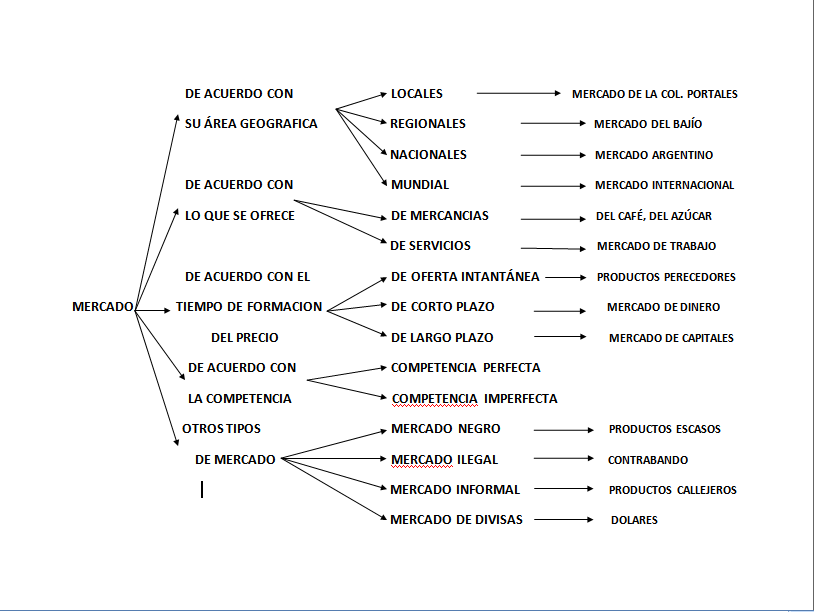 DE ACUERDO CON LOCALES MERCADO DE LA COL. PORTALES
SU ÁREA GEOGRAFICA REGIONALES MERCADO DEL BAJÍO
NACIONALES MERCADO ARGENTINO
DE ACUERDO CON MUNDIAL MERCADO INTERNACIONAL
LO QUE SE OFRECE DE MERCANCIAS DEL CAFÉ, DEL AZÚCAR
DE SERVICIOS MERCADO DE TRABAJO
DE ACUERDO CON EL DE OFERTA INTANTÁNEA PRODUCTOS PERECEDORES
MERCADO TIEMPO DE FORMACION DE CORTO PLAZO MERCADO DE DINERO
DEL PRECIO DE LARGO PLAZO MERCADO DE CAPITALES
DE ACUERDO CON COMPETENCIA PERFECTA
LA COMPETENCIA COMPETENCIA IMPERFECTA
OTROS TIPOS MERCADO NEGRO PRODUCTOS ESCASOS
DE MERCADO MERCADO ILEGAL CONTRABANDO
MERCADO INFORMAL PRODUCTOS CALLEJEROS
MERCADO DE DIVISAS DOLARES